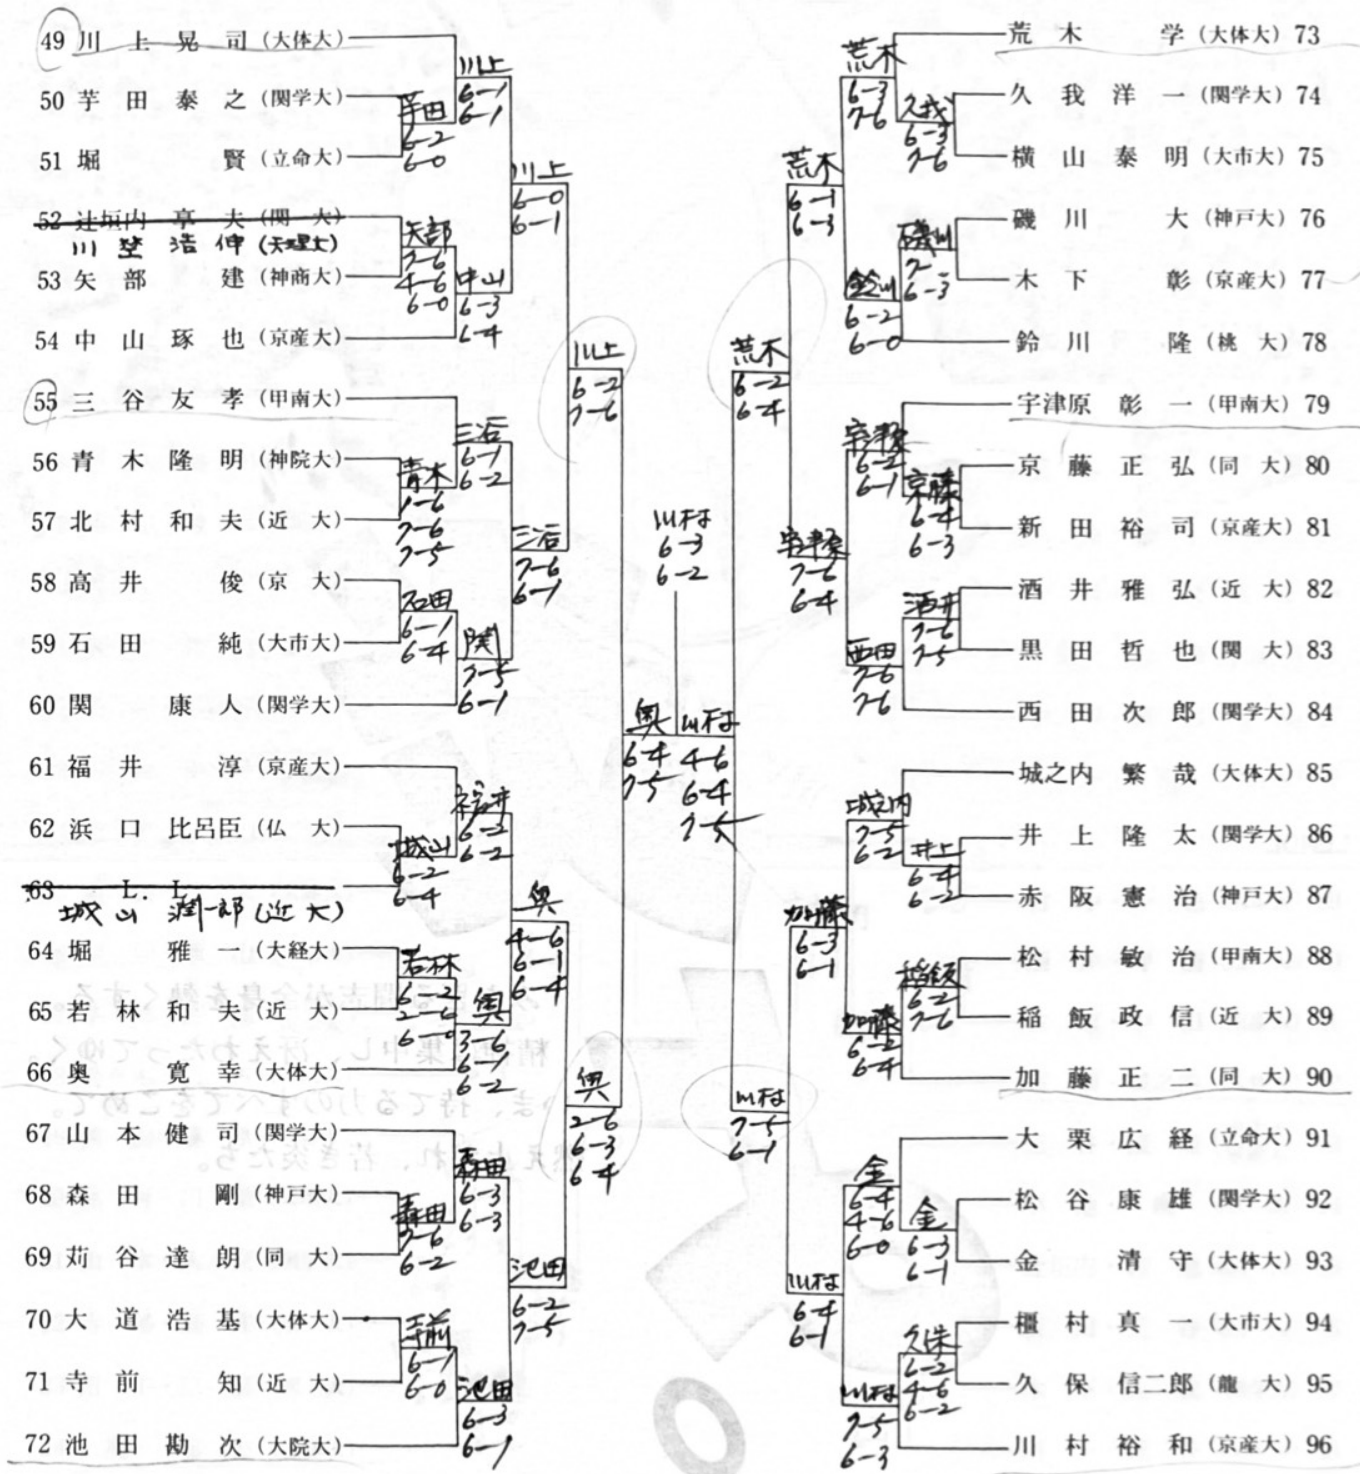 49 川上晃司 (大体大)
50 芋田泰之 (関学大)
51 堀 賢 (立命大)
52 辻垣内亨夫 (関大)
川埜浩伸 (天理大)
53 矢部建 (神商大)
54 中山琢也 (京産大)
55 三谷友孝 (甲南大)
56 青木隆明 (神院大)
57 北村和夫 (近大)
58 高井俊 (京大)
59 石田純 (大市大)
60 関康人 (関学大)
61 福井淳 (京産大)
62 浜口比呂臣 (仏大)
63 L. L
城山潤一郎 (近大)
64 堀雅一 (大経大)
65 若林和夫 (近大)
66 奥寛幸 (大体大)
67 山本健司 (関学大)
68 森田剛 (神戸大)
69 苅谷達朗 (同大)
70 大道浩基 (大体大)
71 寺前知 (近大)
72 池田勘次 (大院大)
芋田
6-2
6-0
矢部
7-6
4-6
6-0
青木
1-6
7-6
7-5
石田
6-1
6-4
城山
6-2
6-4
若林
6-2
2-6
6-0
森田
7-6
6-2
寺前
6-1
6-0
川上
6-1
6-1
中山
6-3
6-4
三谷
6-1
6-2
関
7-5
6-1
福井
6-2
6-2
奥
3-6
6-1
6-2
森田
6-3
6-3
池田
6-3
6-1
川上
6-0
6-1
三谷
7-6
6-1
奥
4-6
6-1
6-4
池田
6-2
7-5
川上
6-2
7-6
奥
2-6
6-3
6-4
奥
6-4
7-5
川村
6-3
6-2
川村
4-6
6-4
7-5
荒木
6-2
6-4
川村
7-5
6-1
荒木
6-1
6-3
宇津原
7-6
6-4
加藤
6-3
6-1
川村
6-4
6-1
荒木
6-3
7-6
鈴川
6-2
6-0
宇津原
6-2
6-1
西田
7-6
7-6
城之内
7-5
6-2
加藤
6-2
6-4
金
6-4
4-6
6-0
川村
7-5
6-3
久我
6-3
7-6
磯川
6-3
京藤
6-4
6-3
酒井
7-6
7-5
井上
6-4
6-2
稲飯
6-2
7-6
金
6-3
6-1
久保
6-2
4-6
6-2
荒木学 (大体大) 73
久我洋一 (関学大) 74
横山泰明 (大市大) 75
磯川大 (神戸大) 76
木下彰 (京産大) 77
鈴川隆 (桃大) 78
宇津原彰一 (甲南大) 79
京藤正弘 (同大) 80
新田裕司 (京産大) 81
酒井雅弘 (近大) 82
黒田哲也 (関大) 83
西田次郎 (関学大) 84
城之内繁哉 (大体大) 85
井上隆太 (関学大) 86
赤阪憲治 (神戸大) 87
松村敏治 (甲南大) 88
稲飯政信 (近大) 89
加藤正二 (同大) 90
大栗広経 (立命大) 91
松谷康雄 (関学大) 92
金清守 (大体大) 93
橿村真一 (大市大) 94
久保信二郎 (龍大) 95
川村裕和 (京産大) 96